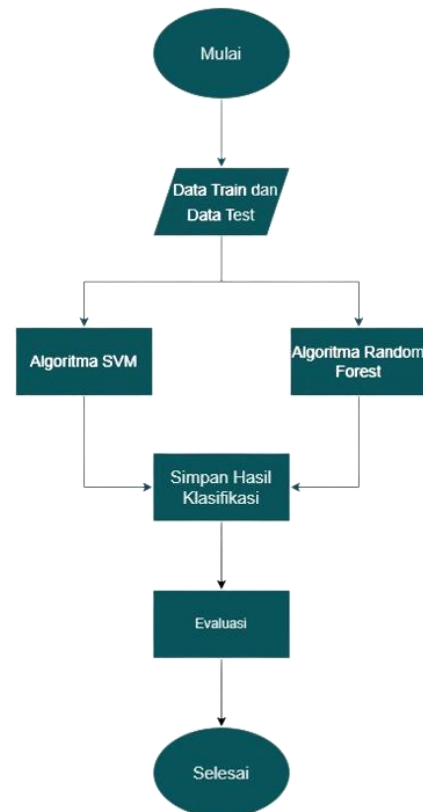 Mulai
Data Train dan
Data Test
Algoritma SVM
Algoritma Random
Forest
Simpan Hasil
Klasifikasi
Evaluasi
Selesai